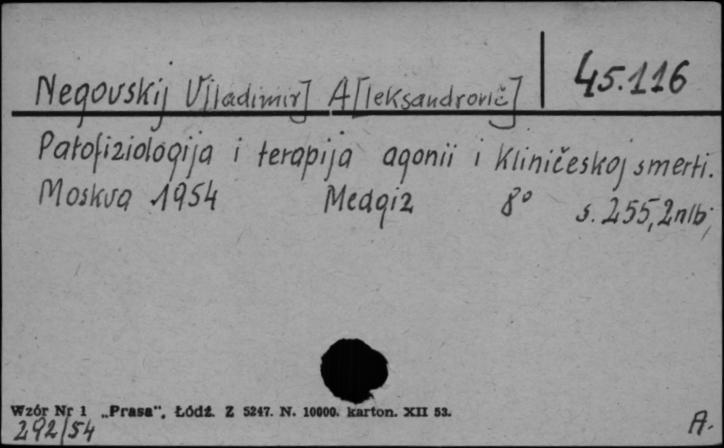 Negovskij V[ladimir] A[leksandrovič] 45.116
Patofiziologija i terapija agonii i kliničeskoj smerti.
Moskva 1954 Medgiz 8° s. 255, 2nlb;
Wzór Nr 1 „Prasa“, Łódź. Z 5247. N. 10000. karton. XII 53.
292/54 A.